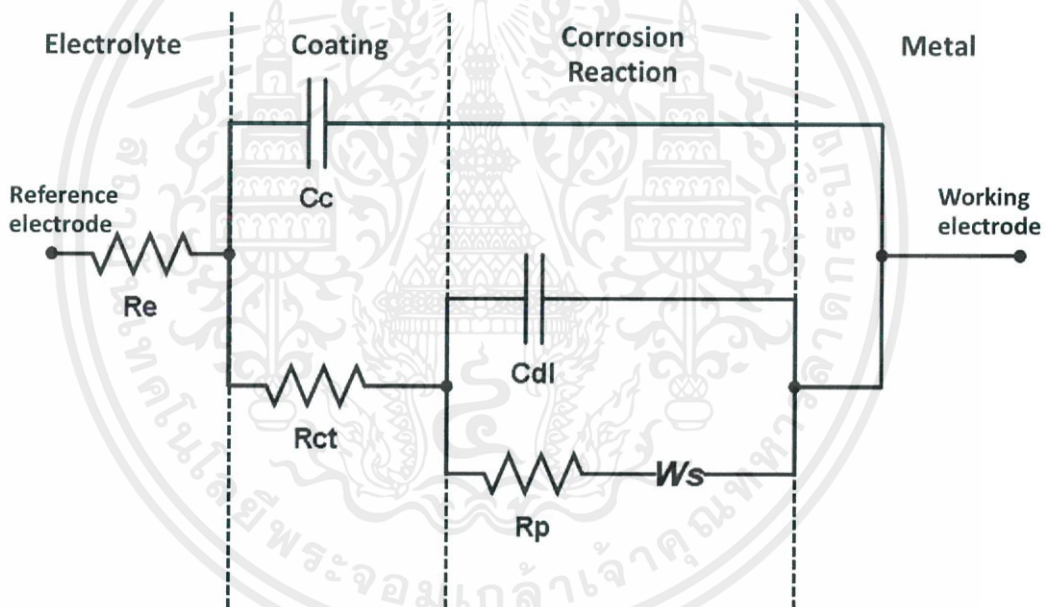 Electrolyte
Coating
Corrosion
Reaction
Metal
Cc
Reference
electrode
Working
electrode
Re
Cdl
Rct
Ws
Rp